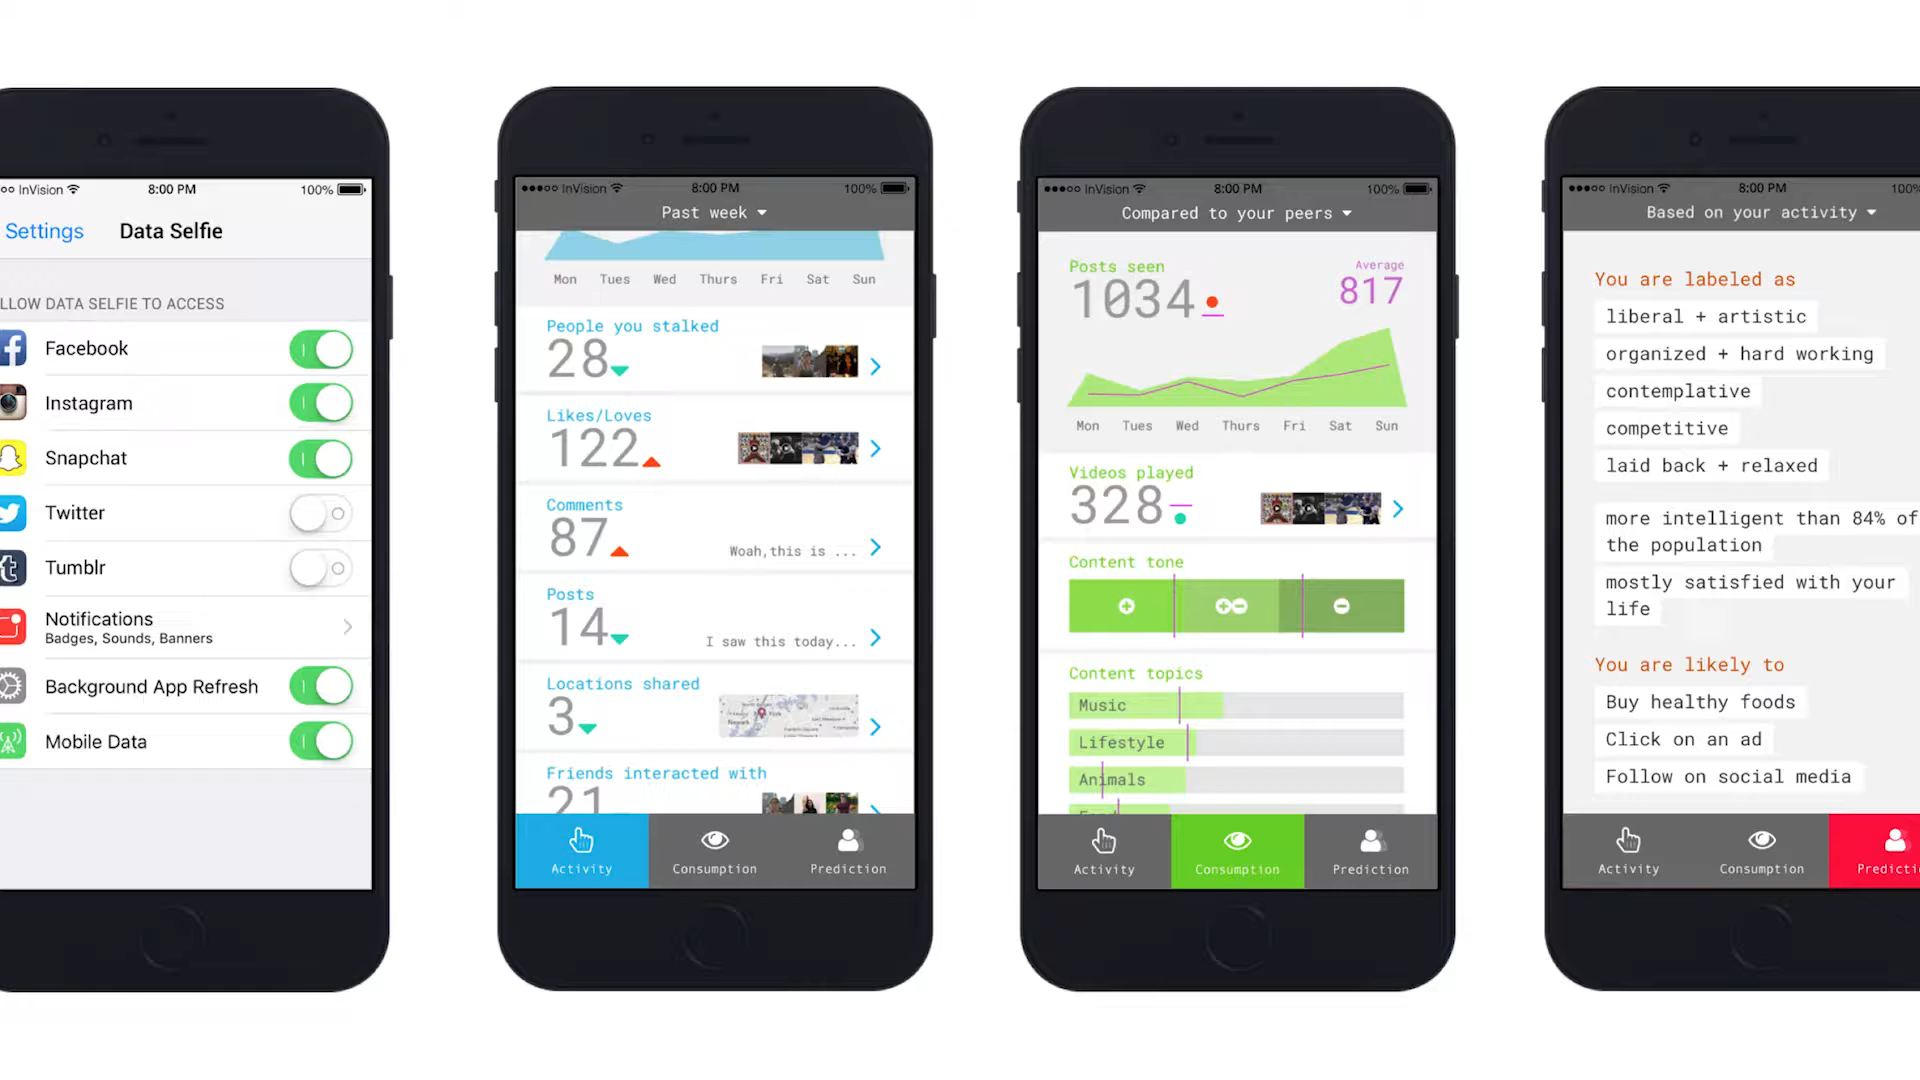 InVision
8:00 PM
100%
Settings
Data Selfie
LLOW DATA SELFIE TO ACCESS
Facebook
Instagram
Snapchat
Twitter
Tumblr
Notifications
Badges, Sounds, Banners
Background App Refresh
Mobile Data
InVision
8:00 PM
100%
Past week
Mon Tues Wed Thurs Fri Sat Sun
People you stalked
28
Likes/Loves
122
Comments
87
Woah,this is ...
Posts
14
I saw this today...
Locations shared
3
Friends interacted with
21
Activity
Consumption
Prediction
InVision
8:00 PM
100%
Compared to your peers
Posts seen
1034
Average
817
Mon Tues Wed Thurs Fri Sat Sun
Videos played
328
Content tone
Content topics
Music
Lifestyle
Animals
Activity
Consumption
Prediction
InVision
8:00 PM
100%
Based on your activity
You are labeled as
liberal + artistic
organized + hard working
contemplative
competitive
laid back + relaxed
more intelligent than 84% of
the population
mostly satisfied with your
life
You are likely to
Buy healthy foods
Click on an ad
Follow on social media
Activity
Consumption
Predicti